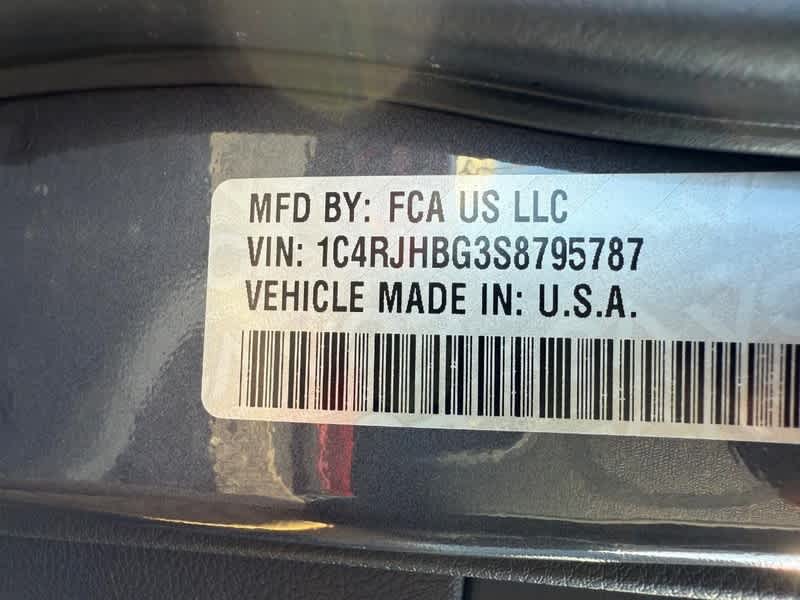 MFD BY: FCA US LLC
VIN: 1C4RJHBG3S8795787
VEHICLE MADE IN: U.S.A.